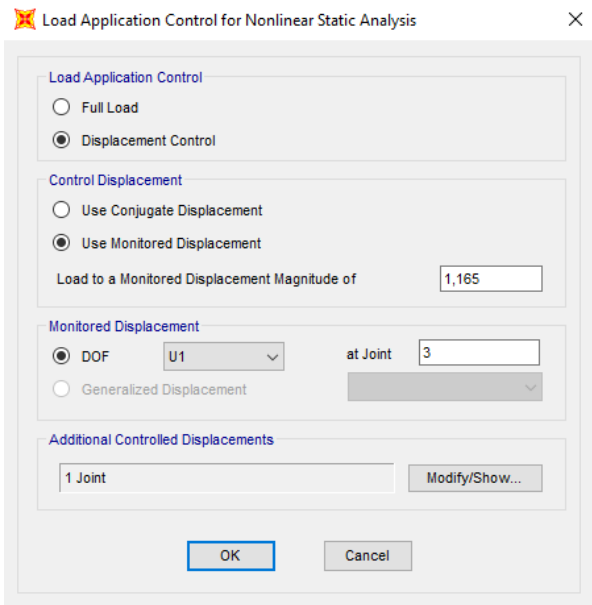 Load Application Control for Nonlinear Static Analysis
Load Application Control
Full Load
Displacement Control
Control Displacement
Use Conjugate Displacement
Use Monitored Displacement
Load to a Monitored Displacement Magnitude of 1,165
Monitored Displacement
DOF U1 at Joint 3
Generalized Displacement
Additional Controlled Displacements
1 Joint Modify/Show...
OK Cancel